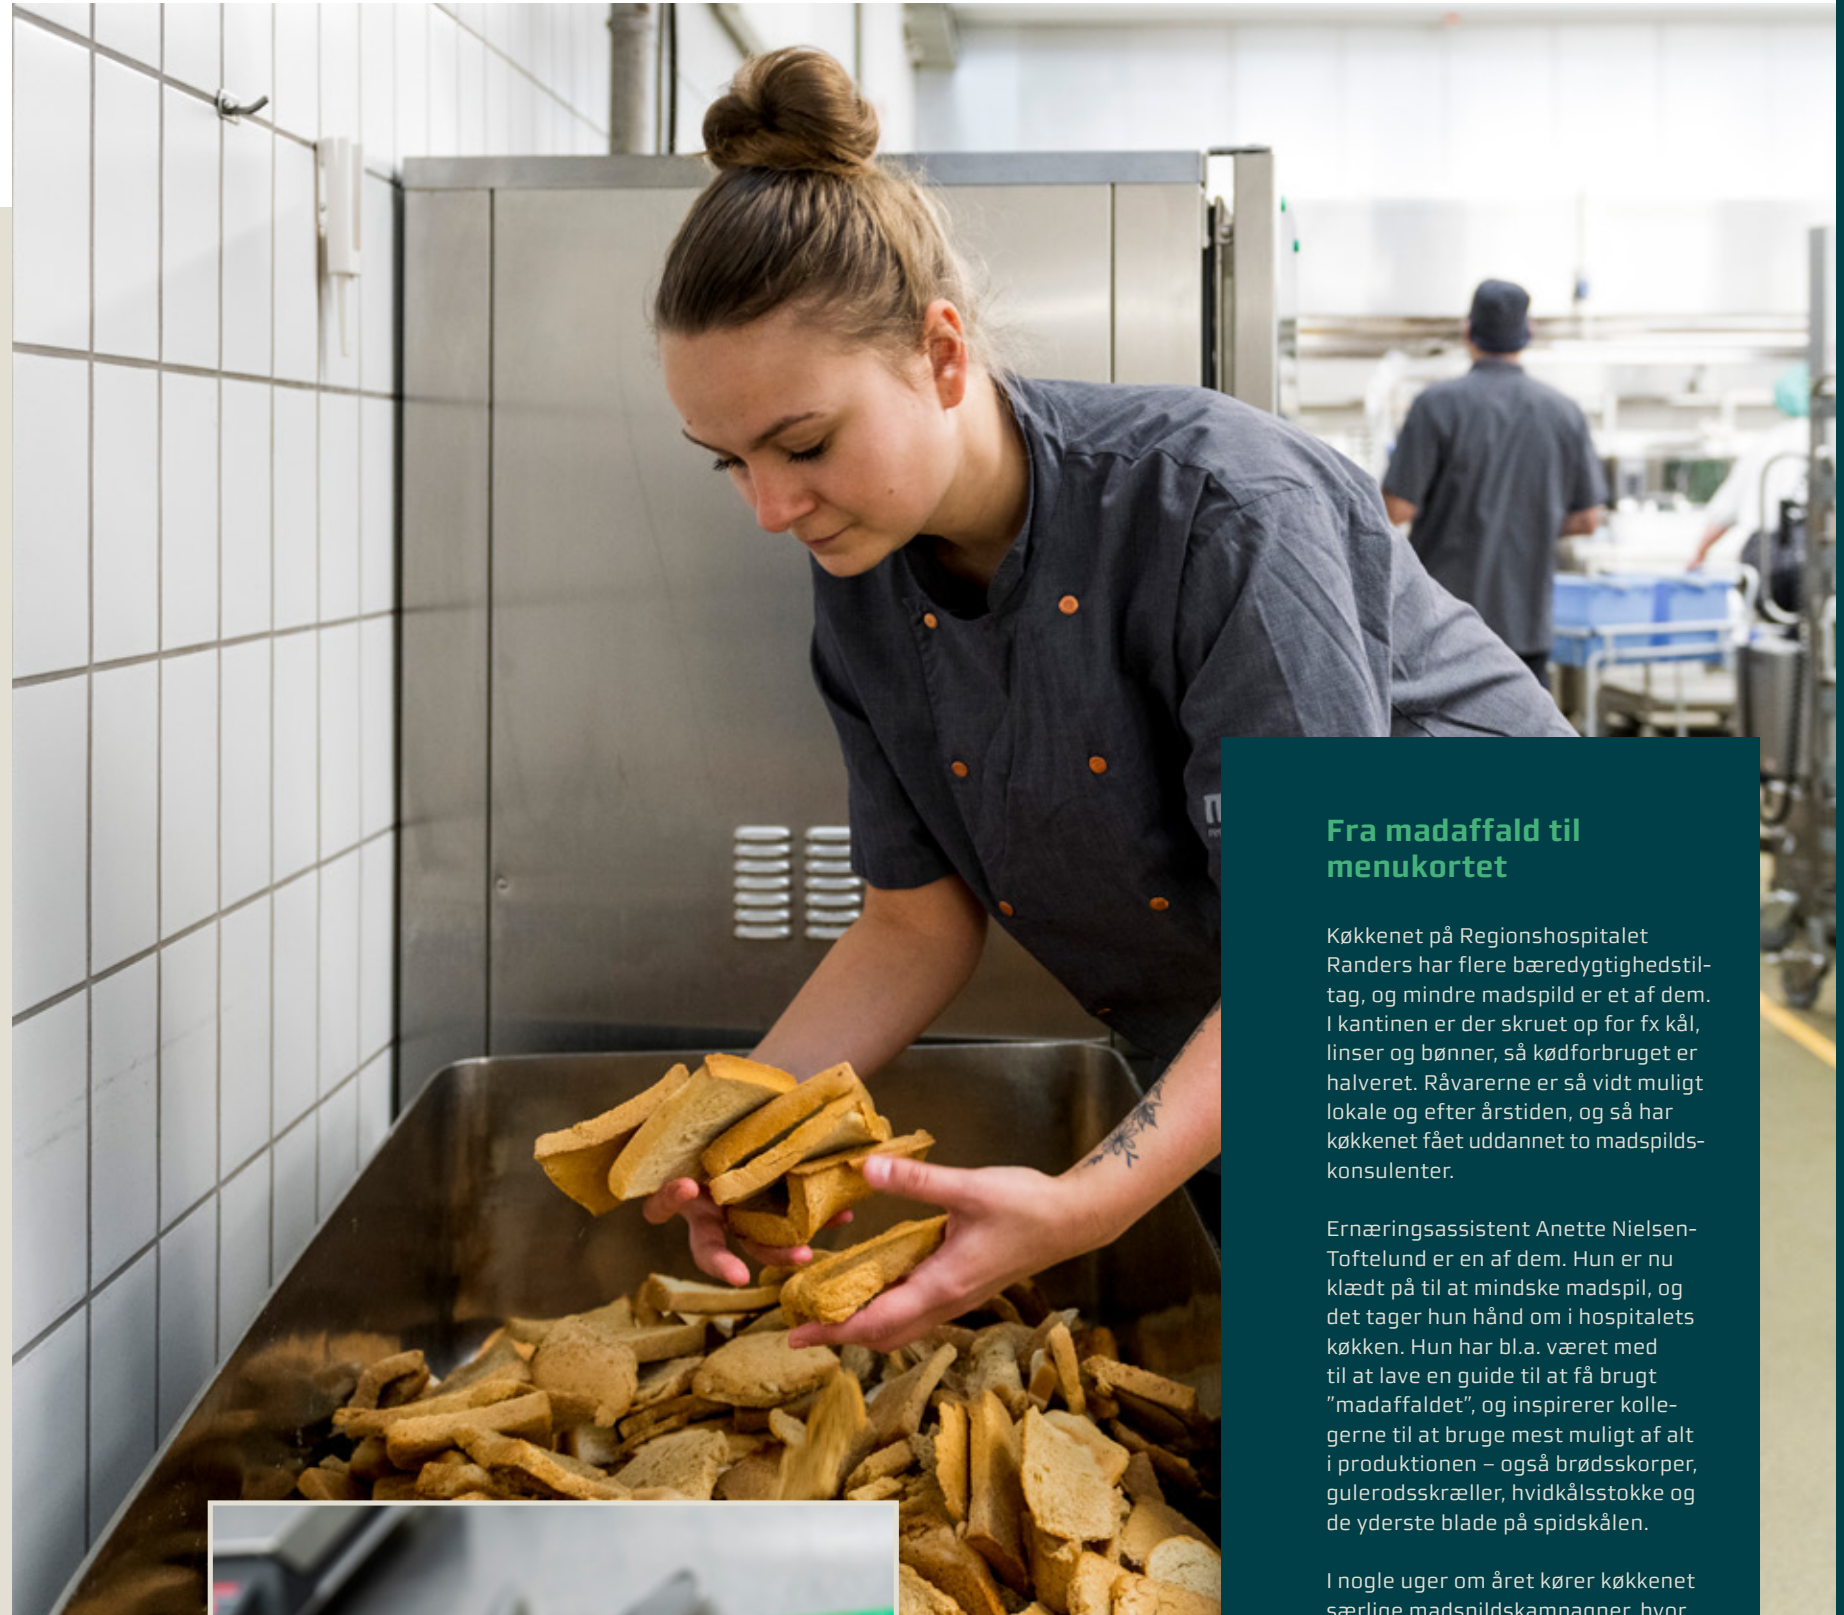 Fra madaffald til
menukortet
Køkkenet på Regionshospitalet
Randers har flere bæredygtighedstil-
tag, og mindre madspild er et af dem.
I kantinen er der skruet op for fx kål,
linser og bønner, så kødforbruget er
halveret. Råvarerne er så vidt muligt
lokale og efter årstiden, og så har
køkkenet fået uddannet to madspilds-
konsulenter.
Ernæringsassistent Anette Nielsen-
Toftelund er en af dem. Hun er nu
klædt på til at mindske madspil, og
det tager hun hånd om i hospitalets
køkken. Hun har bl.a. været med
til at lave en guide til at få brugt
”madaffaldet”, og inspirerer kolle-
gerne til at bruge mest muligt af alt
i produktionen – også brødsskorper,
gulerodsskræller, hvidkålsstokke og
de yderste blade på spidskålen.
I nogle uger om året kører køkkenet
særlige madspildskampagner, hvor